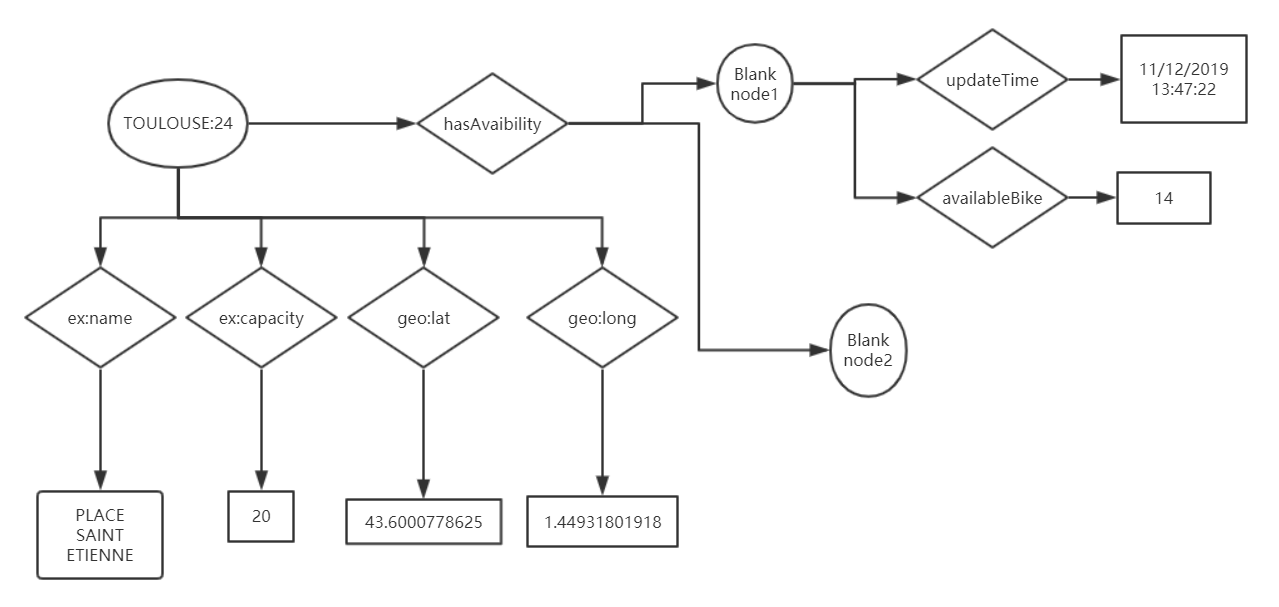 TOULOUSE:24
hasAvaibility
Blank
node1
updateTime
11/12/2019
13:47:22
availableBike
14
ex:name
ex:capacity
geo:lat
geo:long
Blank
node2
PLACE
SAINT
ETIENNE
20
43.6000778625
1.44931801918